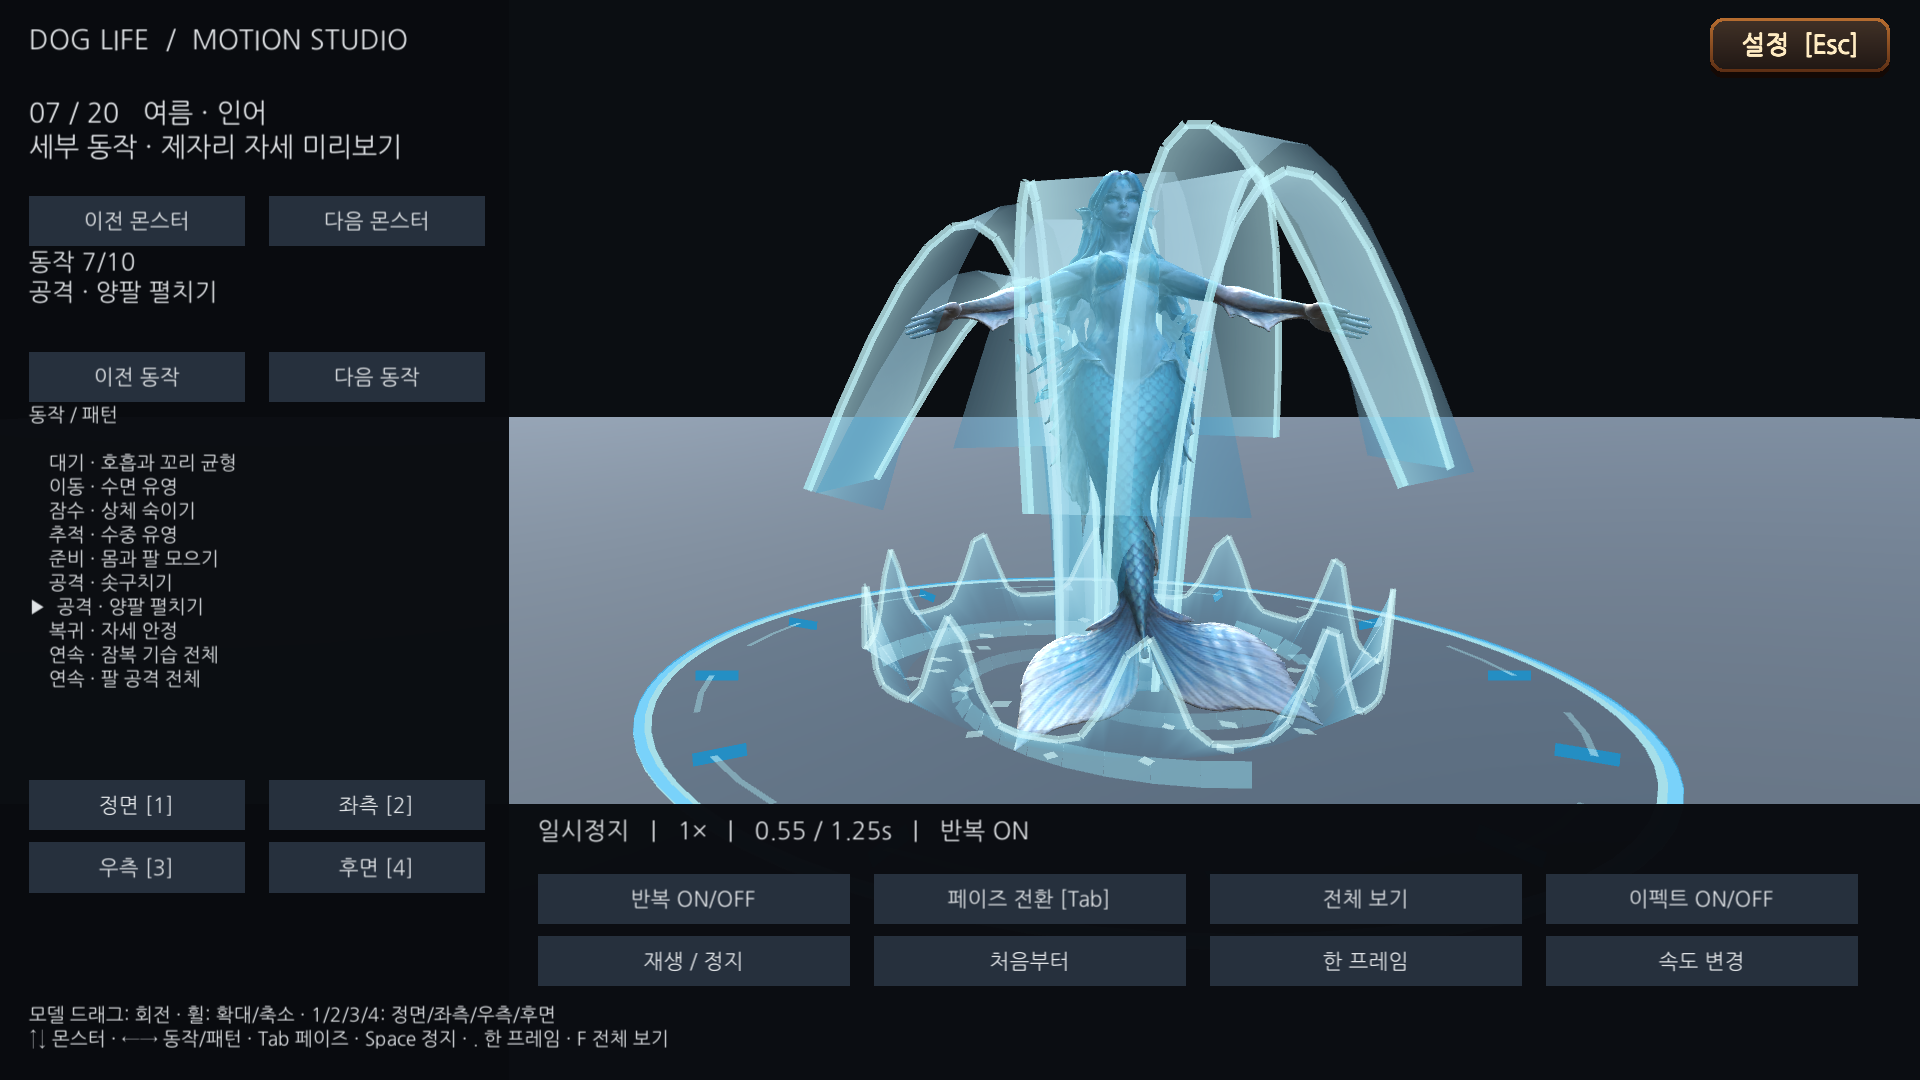 DOG LIFE / MOTION STUDIO
설정 [Esc]
07 / 20 여름 · 인어
세부 동작 · 제자리 자세 미리보기
이전 몬스터
다음 몬스터
동작 7/10
공격 · 양팔 펼치기
이전 동작
다음 동작
동작 / 패턴
대기 · 호흡과 꼬리 균형
이동 · 수면 유영
잠수 · 상체 숙이기
추적 · 수중 유영
준비 · 몸과 팔 모으기
공격 · 솟구치기
▶ 공격 · 양팔 펼치기
복귀 · 자세 안정
연속 · 잠복 기습 전체
연속 · 팔 공격 전체
정면 [1]
좌측 [2]
우측 [3]
후면 [4]
일시정지 | 1× | 0.55 / 1.25s | 반복 ON
반복 ON/OFF
페이즈 전환 [Tab]
전체 보기
이펙트 ON/OFF
재생 / 정지
처음부터
한 프레임
속도 변경
모델 드래그: 회전 · 휠: 확대/축소 · 1/2/3/4: 정면/좌측/우측/후면
↑↓ 몬스터 · ←→ 동작/패턴 · Tab 페이즈 · Space 정지 · . 한 프레임 · F 전체 보기